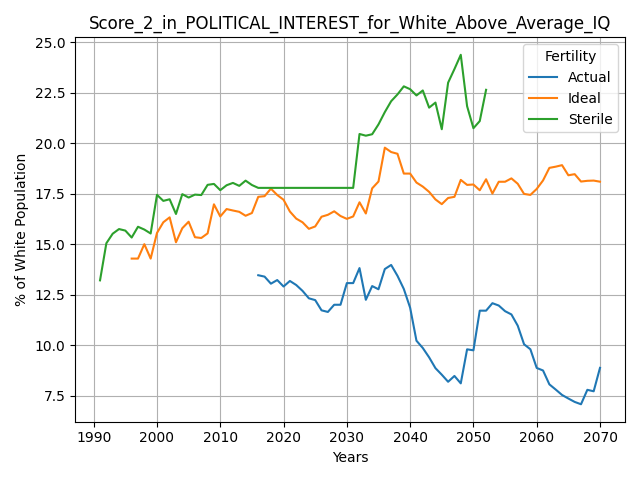 Score_2_in_POLITICAL_INTEREST_for_White_Above_Average_IQ
25.0
22.5
20.0
17.5
15.0
12.5
10.0
7.5
% of White Population
Fertility
Actual
Ideal
Sterile
1990 2000 2010 2020 2030 2040 2050 2060 2070
Years